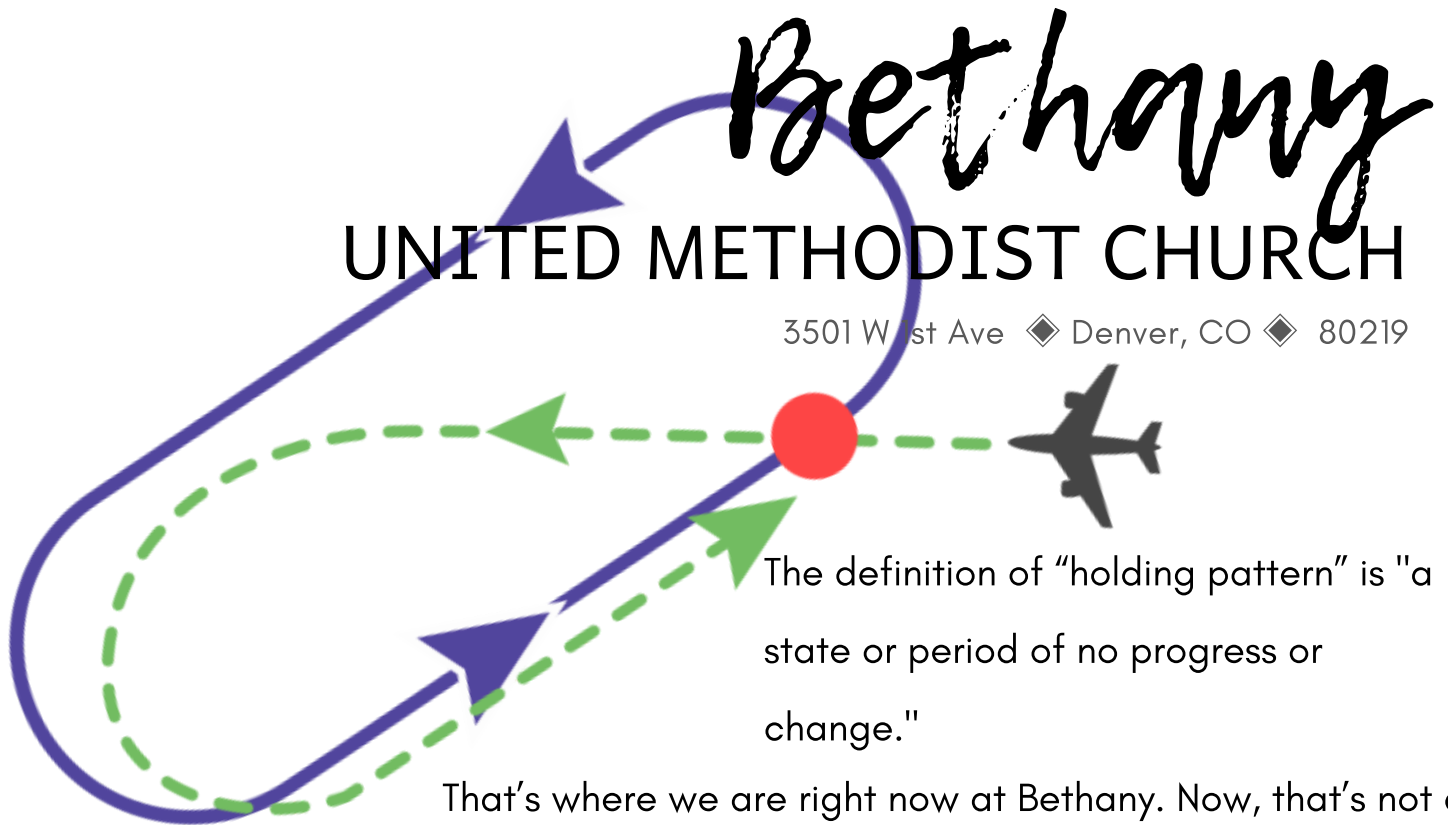 Bethany
UNITED METHODIST CHURCH
3501 W 1st Ave ◈ Denver, CO ◈ 80219
The definition of “holding pattern” is "a
state or period of no progress or
change."
That’s where we are right now at Bethany. Now, that’s not